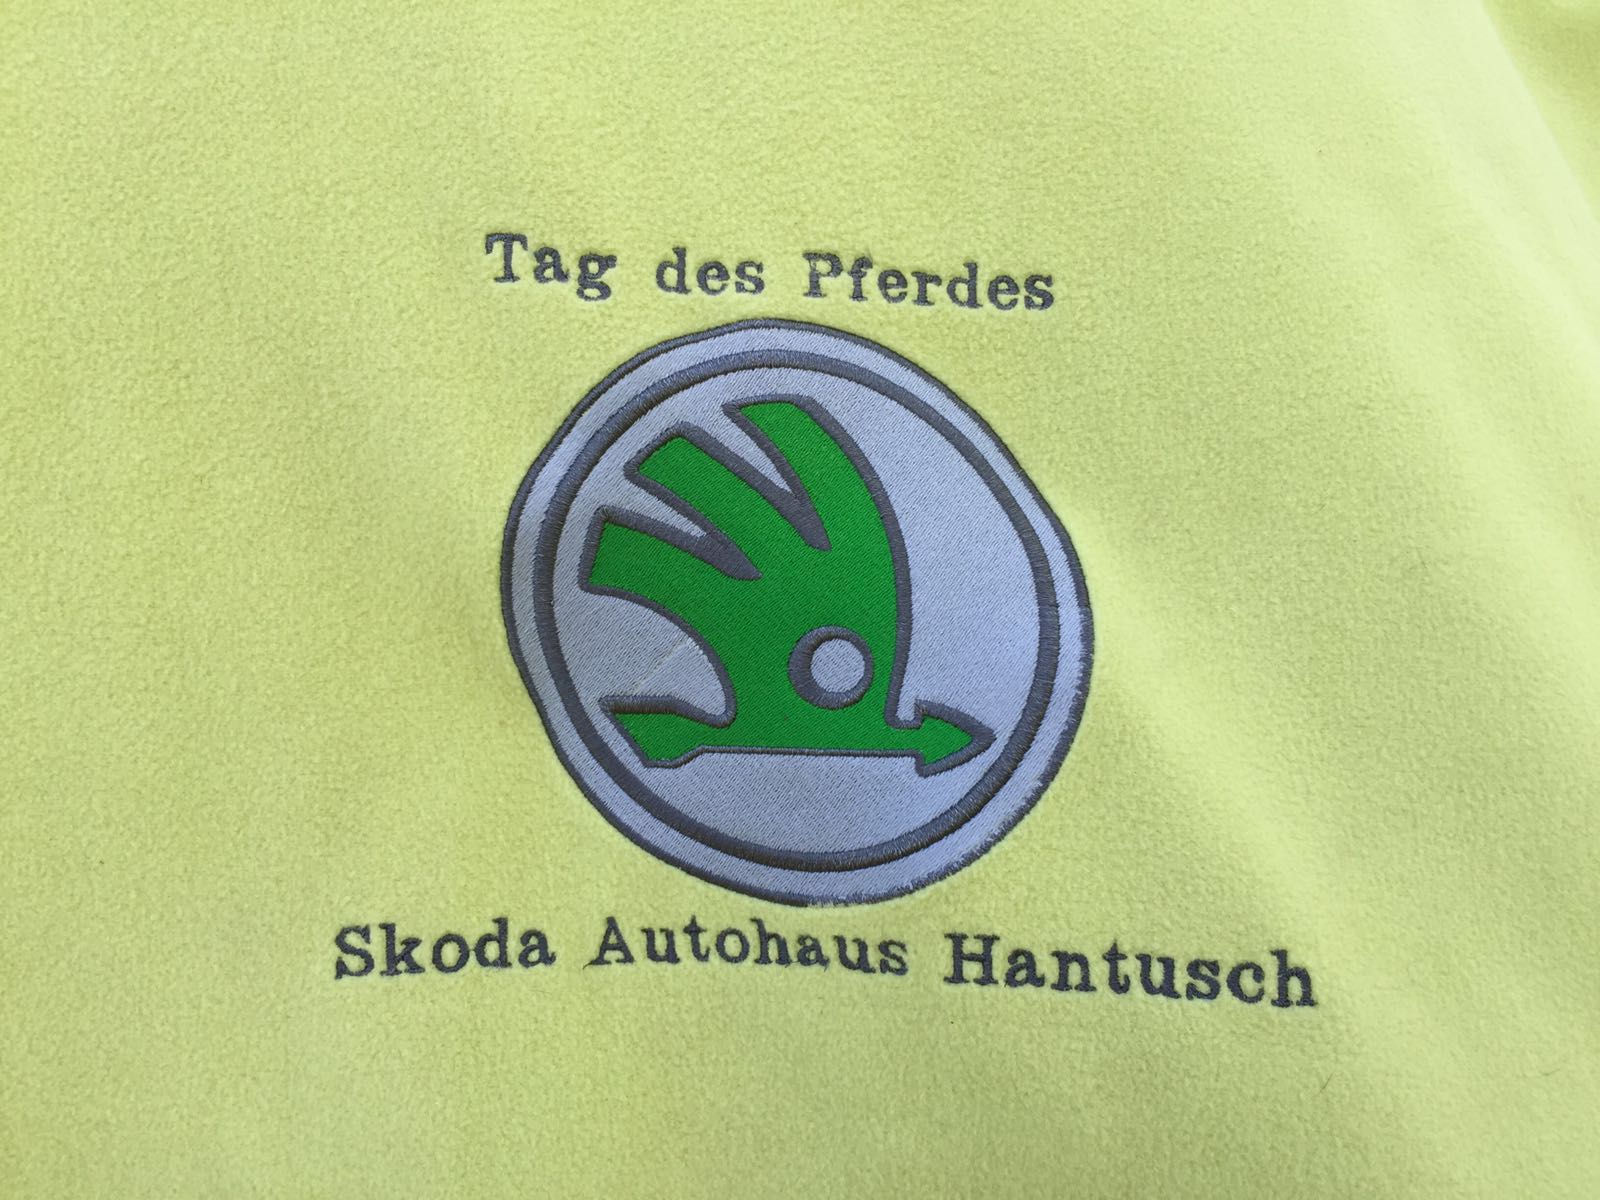 Tag des Pferdes
Skoda Autohaus Hantusch